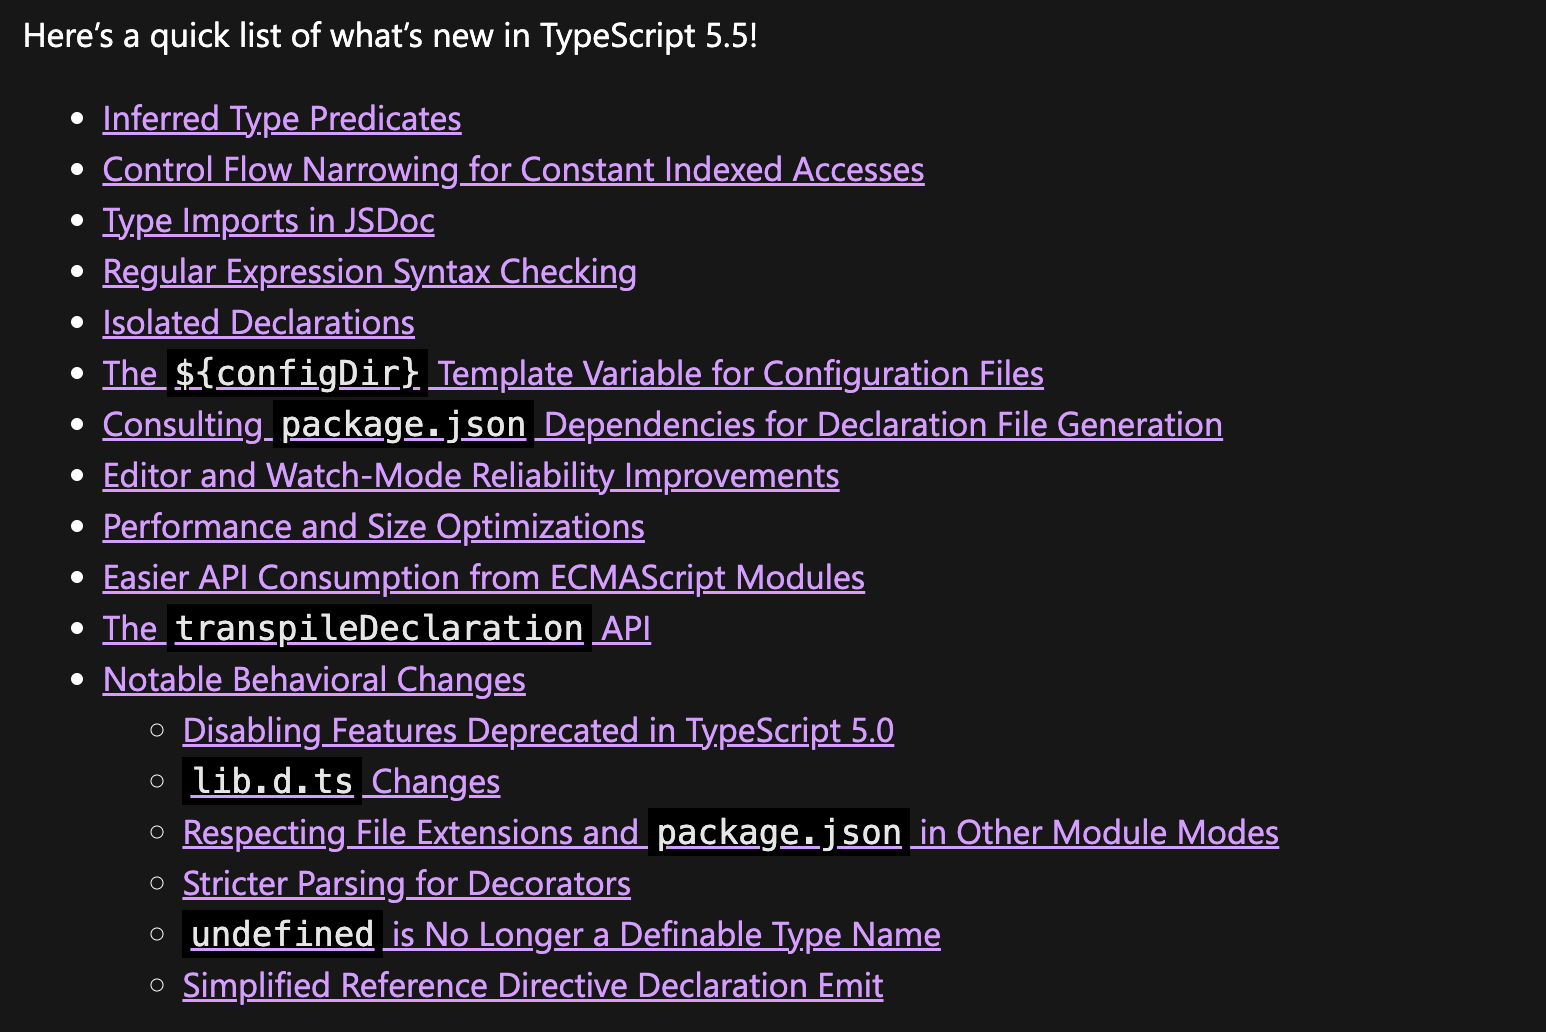 Here’s a quick list of what’s new in TypeScript 5.5!
Inferred Type Predicates
Control Flow Narrowing for Constant Indexed Accesses
Type Imports in JSDoc
Regular Expression Syntax Checking
Isolated Declarations
The ${configDir} Template Variable for Configuration Files
Consulting package.json Dependencies for Declaration File Generation
Editor and Watch-Mode Reliability Improvements
Performance and Size Optimizations
Easier API Consumption from ECMAScript Modules
The transpileDeclaration API
Notable Behavioral Changes
Disabling Features Deprecated in TypeScript 5.0
lib.d.ts Changes
Respecting File Extensions and package.json in Other Module Modes
Stricter Parsing for Decorators
undefined is No Longer a Definable Type Name
Simplified Reference Directive Declaration Emit